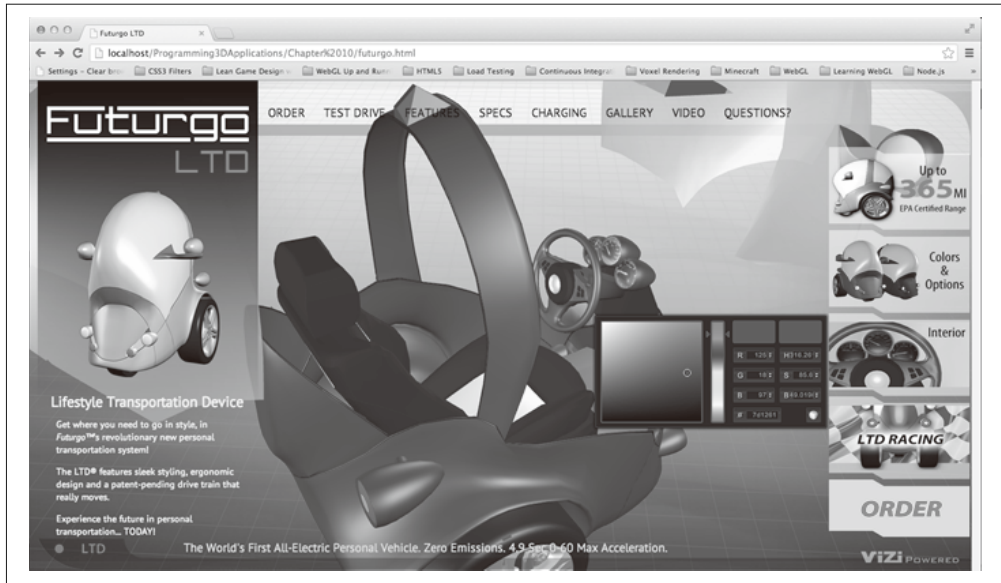 Futurgo LTD
localhost/Programming3DApplications/Chapter%2010/futurgo.html
Settings – Clear bro CSS3 Filters Lean Game Design WebGL Up and Runn HTML5 Load Testing Continuous Integrat Voxel Rendering Minecraft WebGL Learning WebGL Node.js »
Futurgo
LTD
ORDER TEST DRIVE FEATURES SPECS CHARGING GALLERY VIDEO QUESTIONS?
Up to
365 MI
EPA Certified Range
Colors
&
Options
Interior
R 125 H
G 16 S
B 97 B
#
LTD RACING
ORDER
Lifestyle Transportation Device
Get where you need to go in style, in
Futurgo™'s revolutionary new personal
transportation system!
The LTD® features sleek styling, ergonomic
design and a patent-pending drive train that
really moves.
Experience the future in personal
transportation... TODAY!
LTD
The World's First All-Electric Personal Vehicle. Zero Emissions. 4.9 Sec 0-60 Max Acceleration.
ViZi POWERED